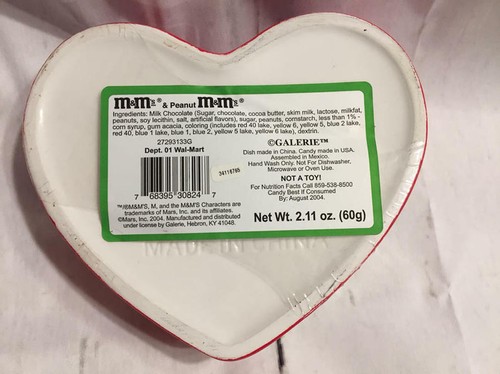 m&m's® & Peanut m&m's®
Ingredients: Milk Chocolate (Sugar, chocolate, cocoa butter, skim milk, lactose, milkfat,
peanuts, soy lecithin, salt, artificial flavors), sugar, peanuts, cornstarch, less than 1% -
corn syrup, gum acacia, coloring (includes red 40 lake, yellow 6, yellow 5, blue 2 lake,
red 40, blue 1 lake, blue 1, blue 2, yellow 5 lake, yellow 6 lake), dextrin.
27293133G
Dept. 01 Wal-Mart
7 68395 30824 7
24116765
™/®M&M'S, M, and the M&M'S Characters are
trademarks of Mars, Inc. and its affiliates.
©Mars, Inc. 2004. Manufactured and distributed
under license by Galerie, Hebron, KY 41048.
©GALERIE™
Dish made in China. Candy made in USA.
Assembled in Mexico.
Hand Wash Only. Not For Dishwasher,
Microwave or Oven Use.
NOT A TOY!
For Nutrition Facts Call 859-538-8500
Candy Best If Consumed
By: August 2004.
Net Wt. 2.11 oz. (60g)
MADE IN CHINA